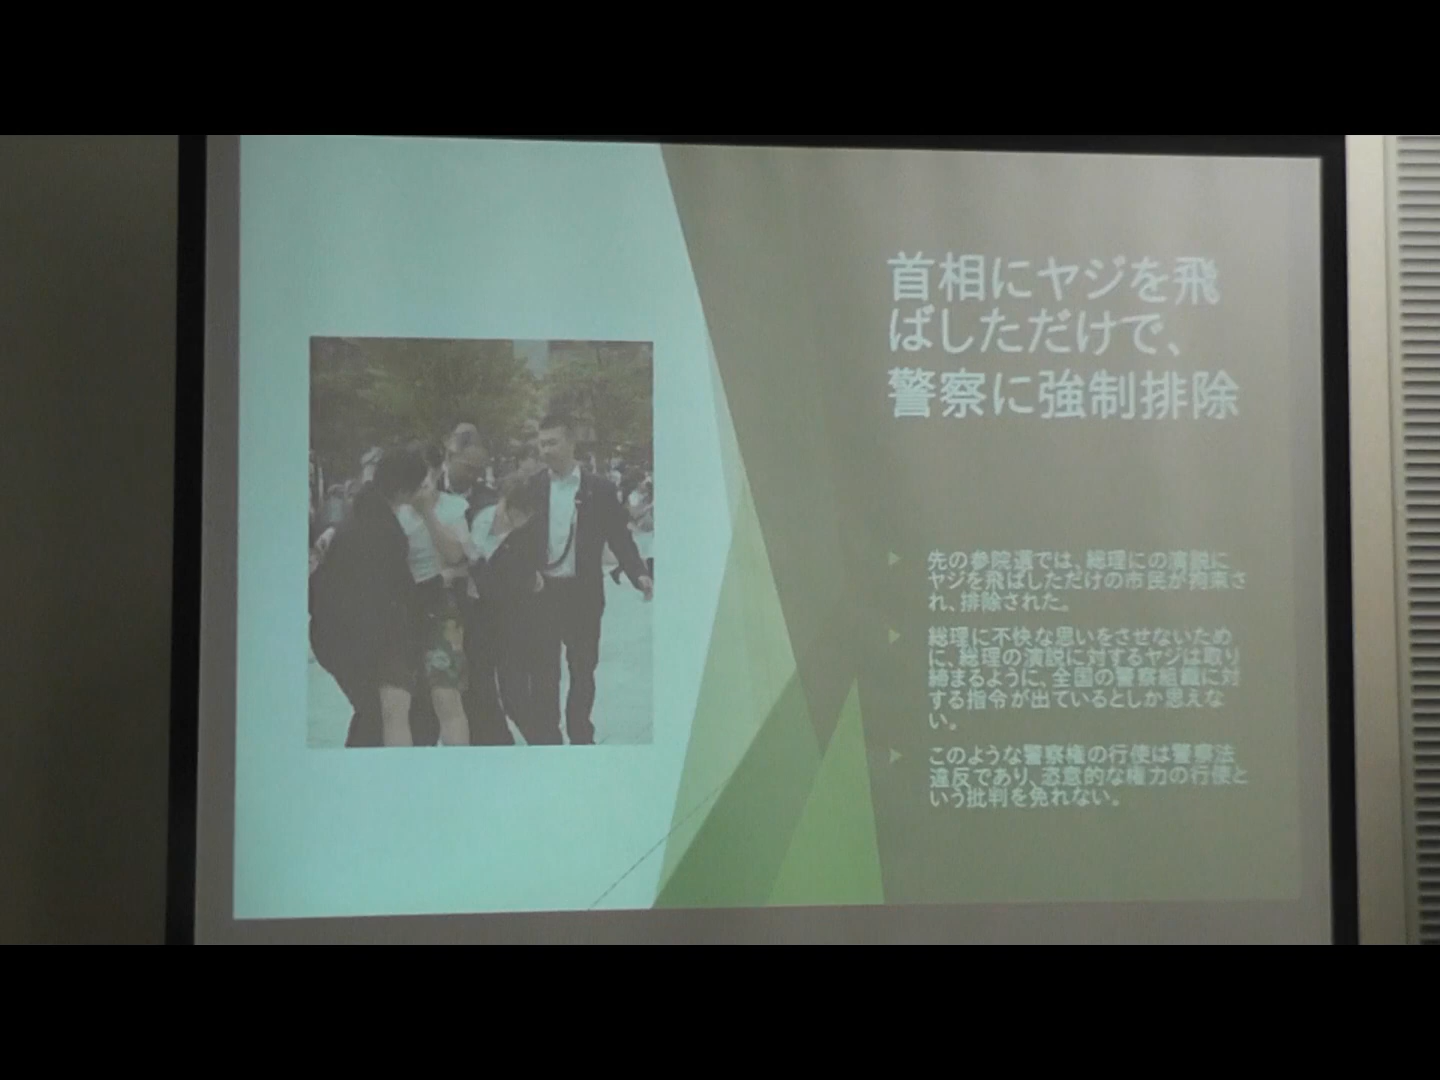 首相にヤジを飛
ばしただけで、
警察に強制排除
先の参院選では、総理にの演説に
ヤジを飛ばしただけの市民が拘束さ
れ、排除された。
総理に不快な思いをさせないため
に、総理の演説に対するヤジは取り
締まるように、全国の警察組織に対
する指令が出ているとしか思えな
い。
このような警察権の行使は警察法
違反であり、恣意的な権力の行使と
いう批判を免れない。